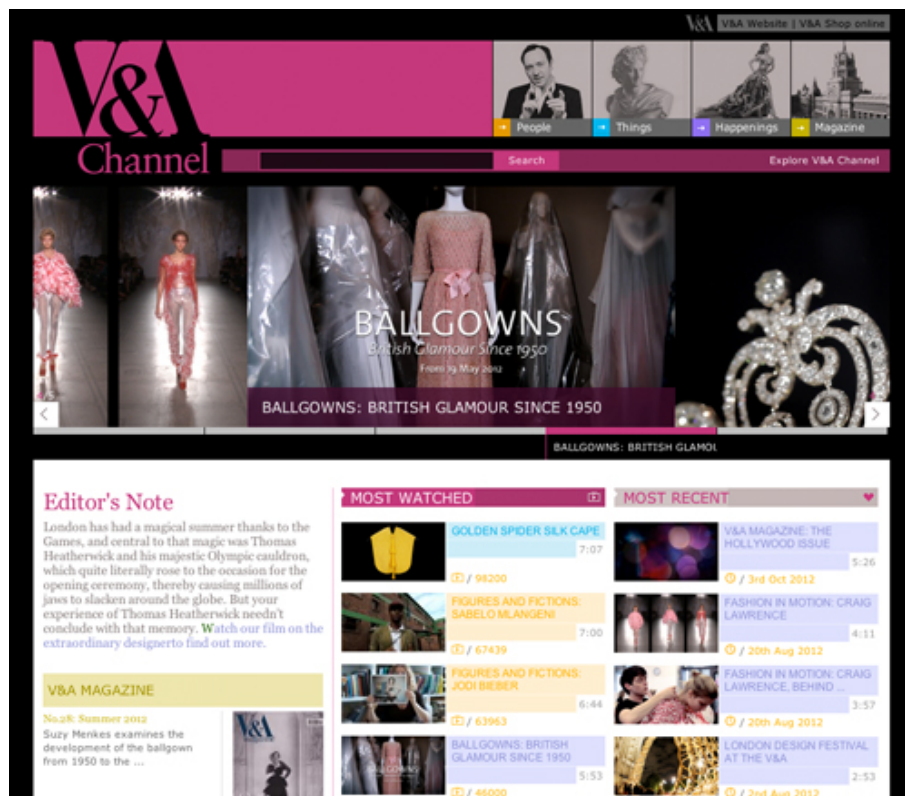 V&A V&A Website | V&A Shop online
V&A
Channel
People
Things
Happenings
Magazine
Search
Explore V&A Channel
BALLGOWNS
British Glamour Since 1950
From 19 May 2012
BALLGOWNS: BRITISH GLAMOUR SINCE 1950
BALLGOWNS: BRITISH GLAMOU
Editor's Note
London has had a magical summer thanks to the
Games, and central to that magic was Thomas
Heatherwick and his majestic Olympic cauldron,
which quite literally rose to the occasion for the
opening ceremony, thereby causing millions of
jaws to slacken around the globe. But your
experience of Thomas Heatherwick needn't
conclude with that memory. Watch our film on the
extraordinary designerto find out more.
V&A MAGAZINE
No.28: Summer 2012
Suzy Menkes examines the
development of the ballgown
from 1950 to the ...
V&A
MOST WATCHED
GOLDEN SPIDER SILK CAPE
7:07
/ 98200
FIGURES AND FICTIONS:
SABELO MLANGENI
7:00
/ 67439
FIGURES AND FICTIONS:
JODI BIEBER
6:44
/ 63963
BALLGOWNS: BRITISH
GLAMOUR SINCE 1950
5:53
/ 46000
BALLGOWNS
MOST RECENT
V&A MAGAZINE: THE
HOLLYWOOD ISSUE
5:26
/ 3rd Oct 2012
FASHION IN MOTION: CRAIG
LAWRENCE
4:11
/ 20th Aug 2012
FASHION IN MOTION: CRAIG
LAWRENCE, BEHIND ...
3:57
/ 20th Aug 2012
LONDON DESIGN FESTIVAL
AT THE V&A
2:53
/ 2nd Aug 2012